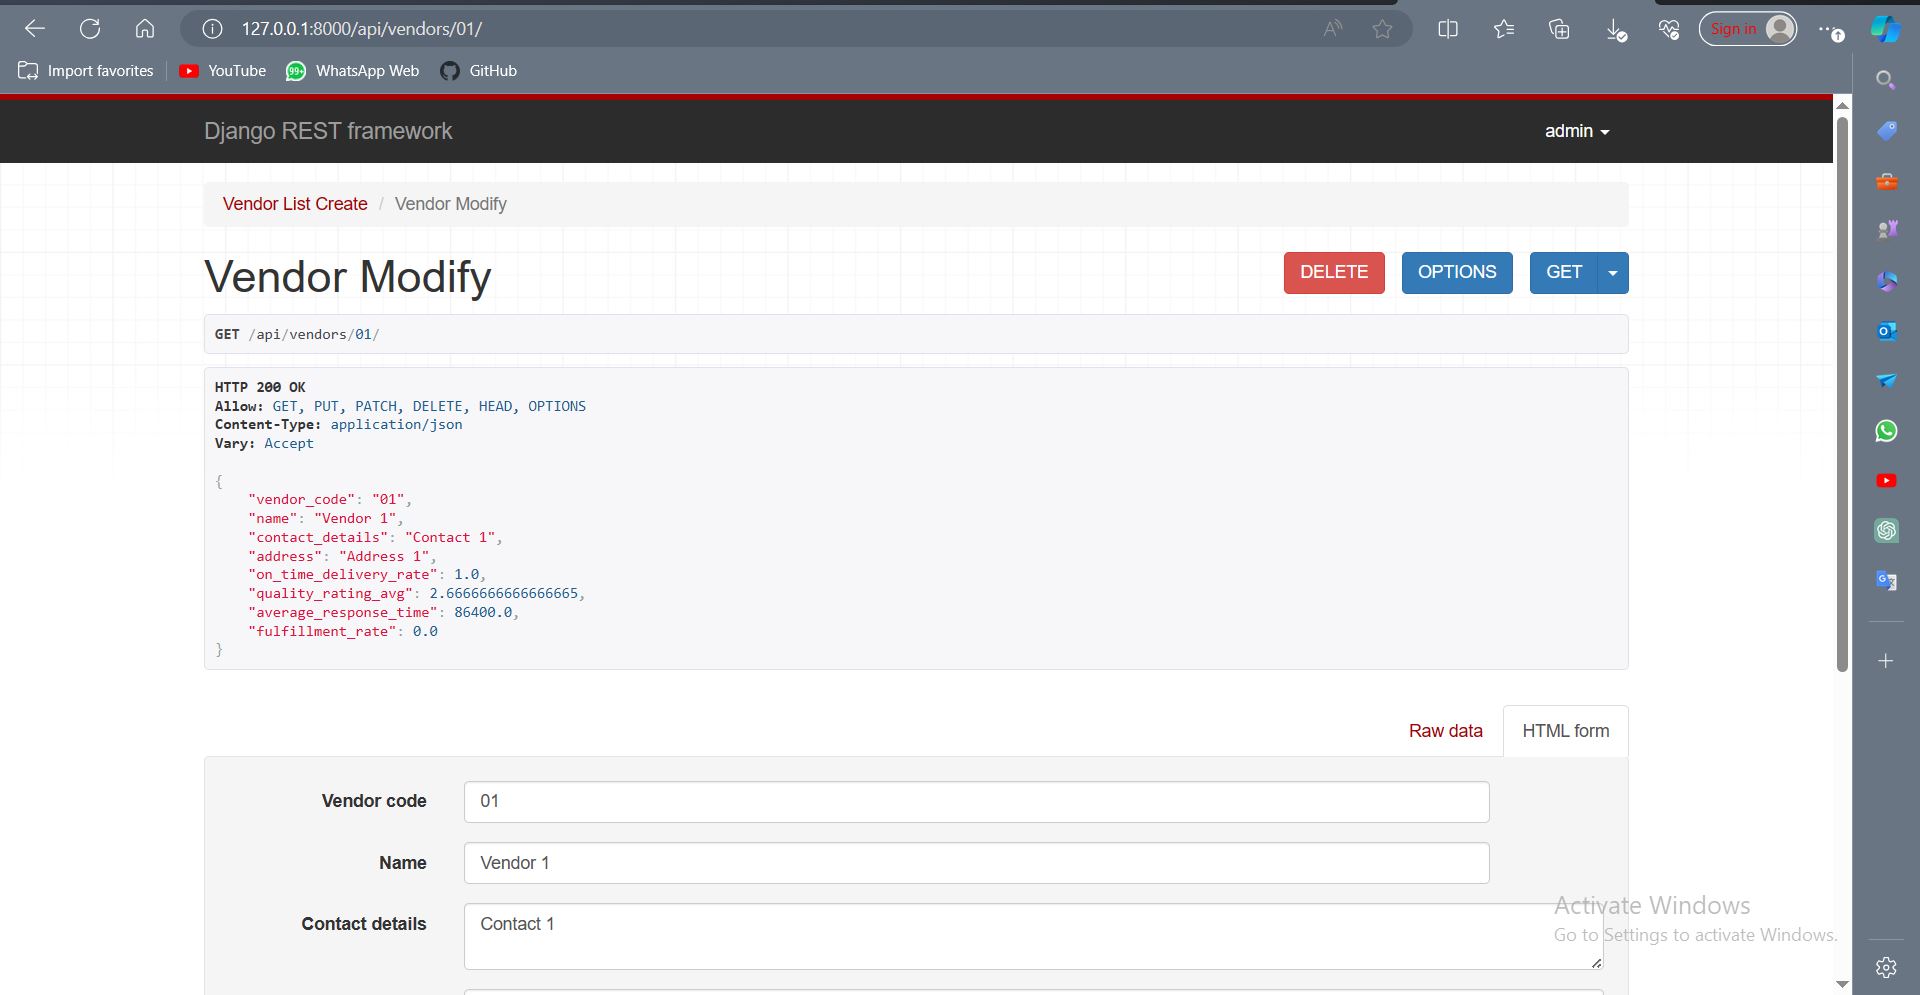 127.0.0.1:8000/api/vendors/01/
Sign in
Import favorites
YouTube
99+
WhatsApp Web
GitHub
Django REST framework
admin
Vendor List Create / Vendor Modify
Vendor Modify
DELETE
OPTIONS
GET
GET /api/vendors/01/
HTTP 200 OK
Allow: GET, PUT, PATCH, DELETE, HEAD, OPTIONS
Content-Type: application/json
Vary: Accept
{
"vendor_code": "01",
"name": "Vendor 1",
"contact_details": "Contact 1",
"address": "Address 1",
"on_time_delivery_rate": 1.0,
"quality_rating_avg": 2.6666666666666665,
"average_response_time": 86400.0,
"fulfillment_rate": 0.0
}
Raw data
HTML form
Vendor code
01
Name
Vendor 1
Contact details
Contact 1
Activate Windows
Go to Settings to activate Windows.